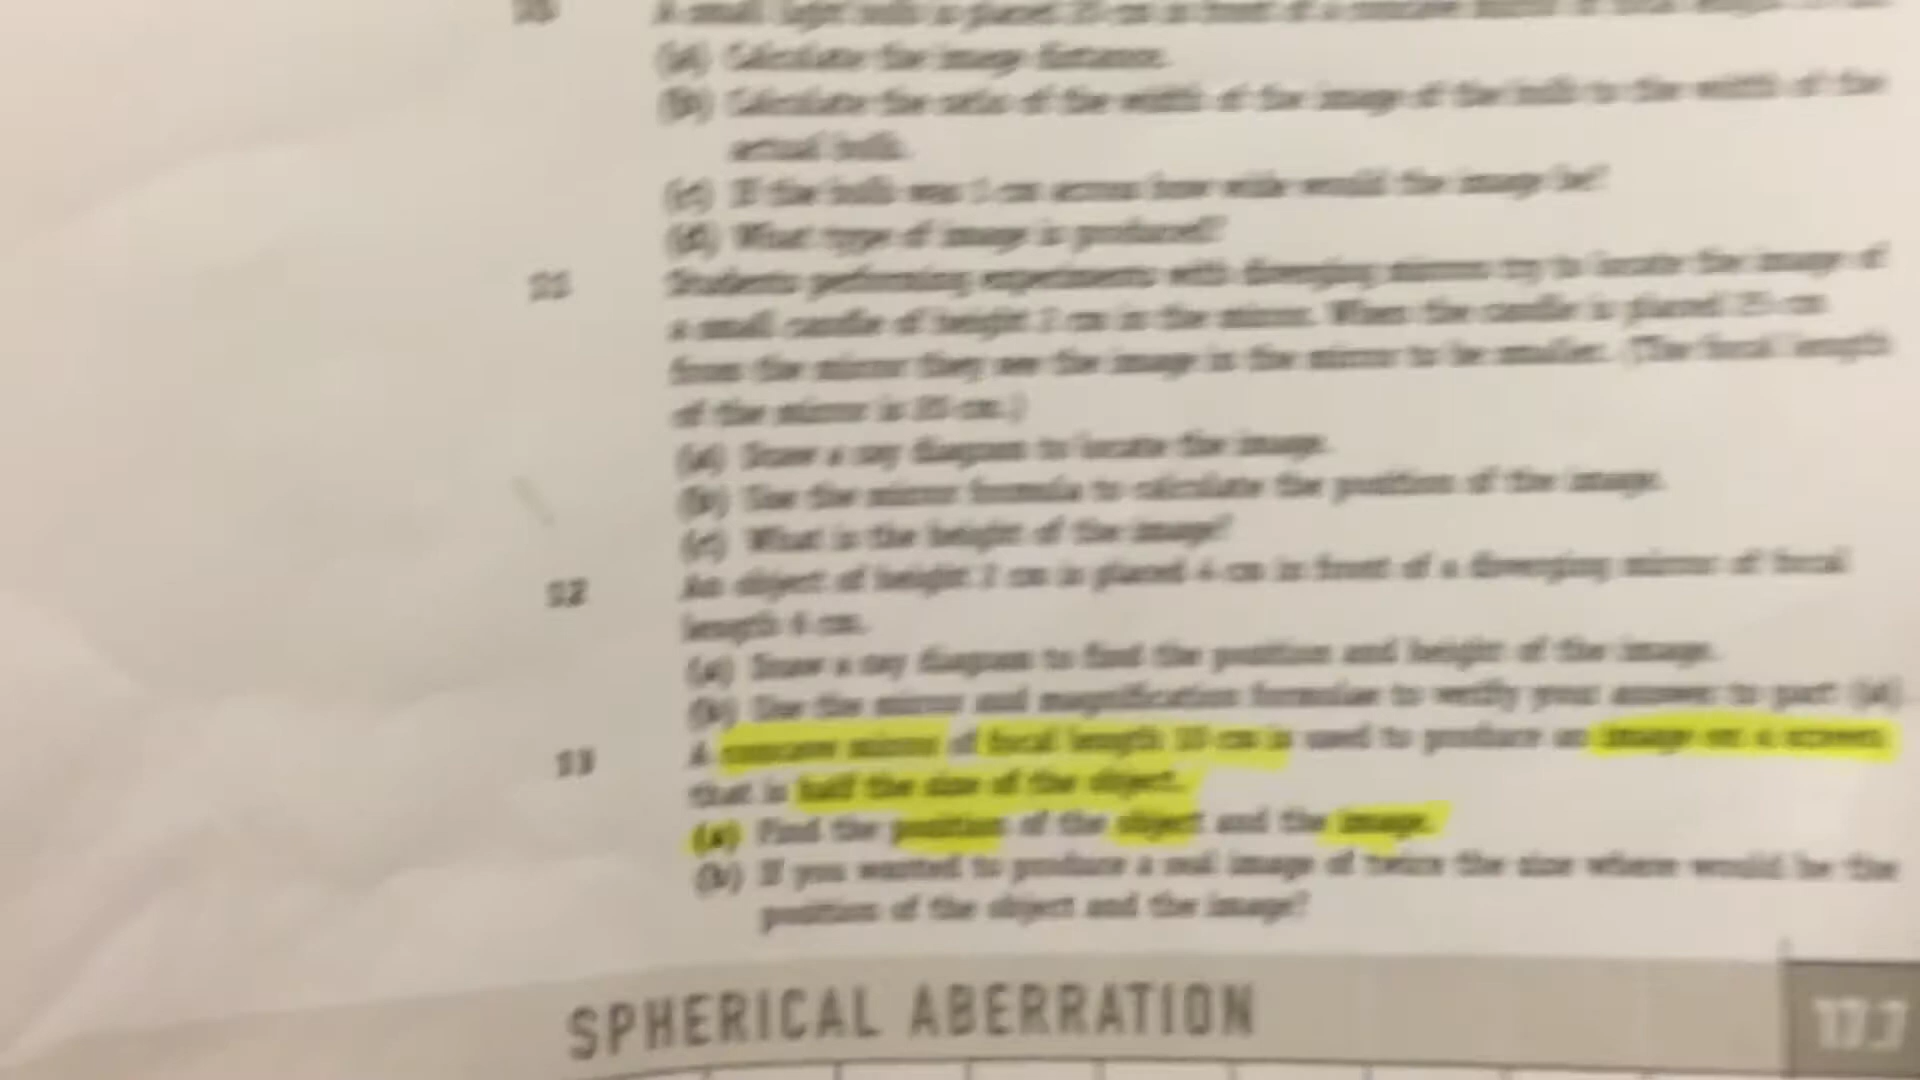 (a) Calculate the image distance.
(b) Calculate the ratio of the width of the image of the bulb to the width of the
actual bulb.
(c) If the bulb was 1 cm across how wide would the image be?
(d) What type of image is produced?
11 Students performing experiments with diverging mirrors try to locate the image of
a small candle of height 2 cm in the mirror. When the candle is placed 25 cm
from the mirror they see the image in the mirror to be smaller. (The focal length
of the mirror is cm.)
(a) Draw a ray diagram to locate the image.
(b) Use the mirror formula to calculate the position of the image.
(c) What is the height of the image?
12 An object of height 2 cm is placed 4 cm in front of a diverging mirror of focal
length cm.
(a) Draw a ray diagram to find the position and height of the image.
(b) Use the mirror and magnification formulae to verify your answer to part (a)
13 A concave mirror of focal length 10 cm is used to produce an image on a screen
that is half the size of the object.
(a) Find the position of the object and the image.
(b) If you wanted to produce a real image of twice the size where would be the
position of the object and the image?
SPHERICAL ABERRATION 17.7